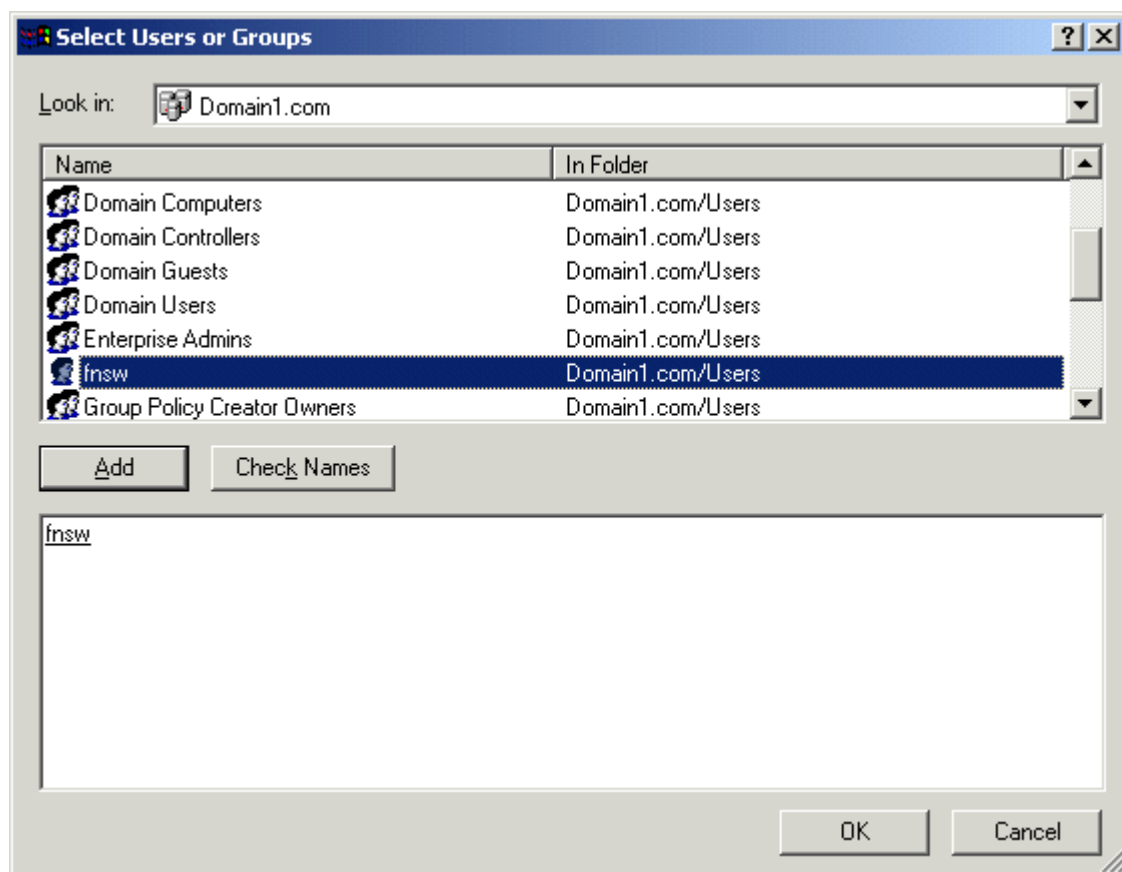 Select Users or Groups
Look in: Domain1.com
Name In Folder
Domain Computers Domain1.com/Users
Domain Controllers Domain1.com/Users
Domain Guests Domain1.com/Users
Domain Users Domain1.com/Users
Enterprise Admins Domain1.com/Users
fnsw Domain1.com/Users
Group Policy Creator Owners Domain1.com/Users
Add Check Names
fnsw
OK Cancel